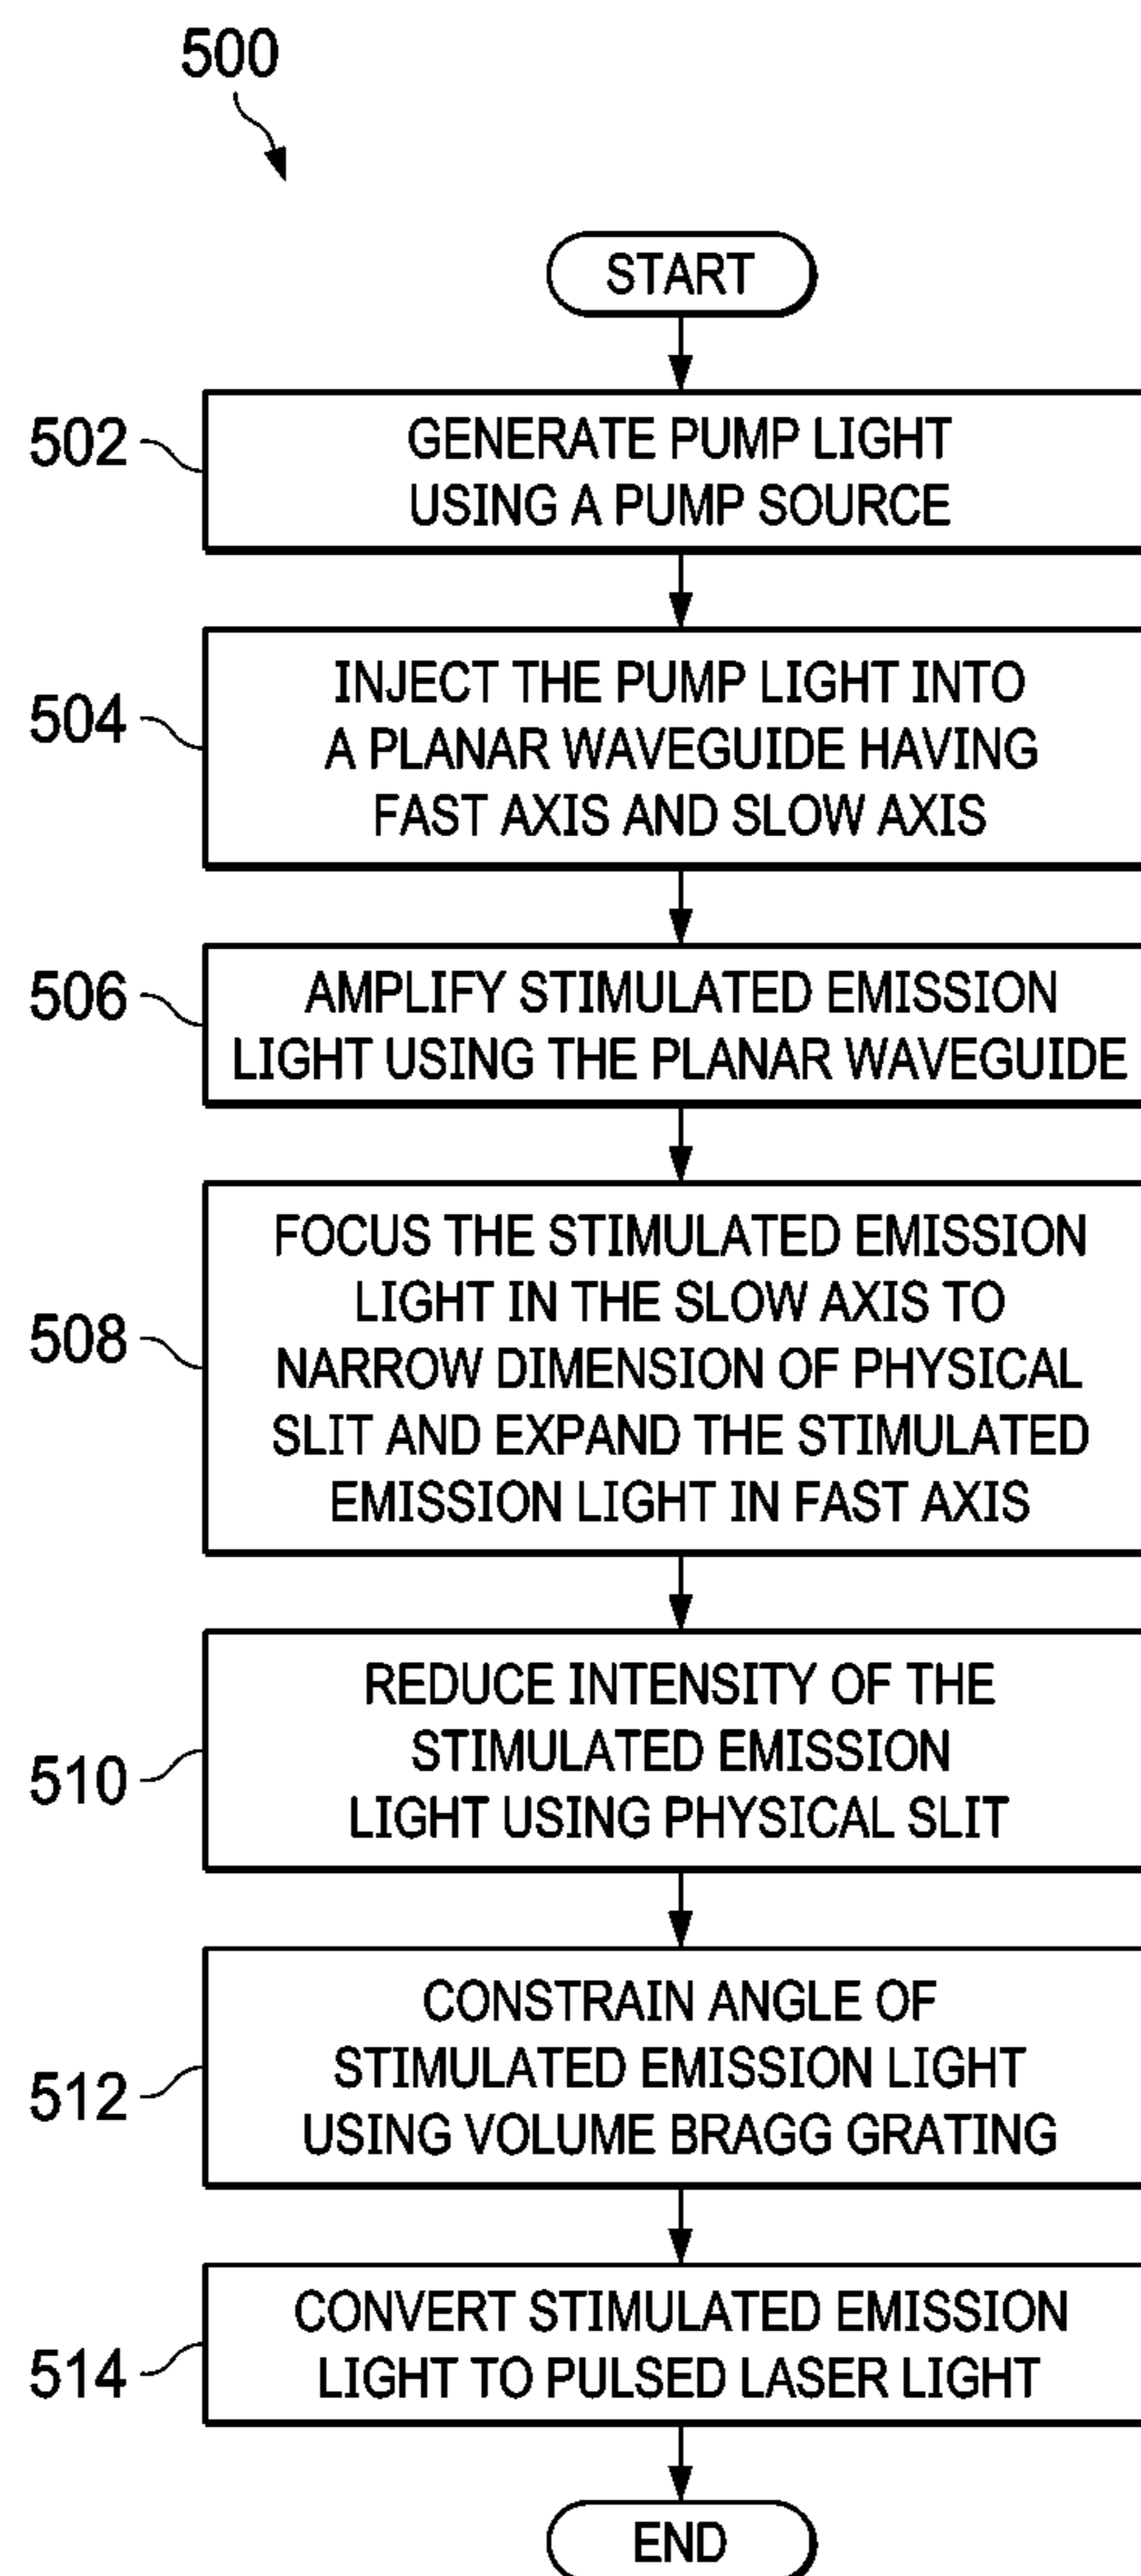 500
START
502
GENERATE PUMP LIGHT
USING A PUMP SOURCE
504
INJECT THE PUMP LIGHT INTO
A PLANAR WAVEGUIDE HAVING
FAST AXIS AND SLOW AXIS
506
AMPLIFY STIMULATED EMISSION
LIGHT USING THE PLANAR WAVEGUIDE
508
FOCUS THE STIMULATED EMISSION
LIGHT IN THE SLOW AXIS TO
NARROW DIMENSION OF PHYSICAL
SLIT AND EXPAND THE STIMULATED
EMISSION LIGHT IN FAST AXIS
510
REDUCE INTENSITY OF THE
STIMULATED EMISSION
LIGHT USING PHYSICAL SLIT
512
CONSTRAIN ANGLE OF
STIMULATED EMISSION LIGHT
USING VOLUME BRAGG GRATING
514
CONVERT STIMULATED EMISSION
LIGHT TO PULSED LASER LIGHT
END